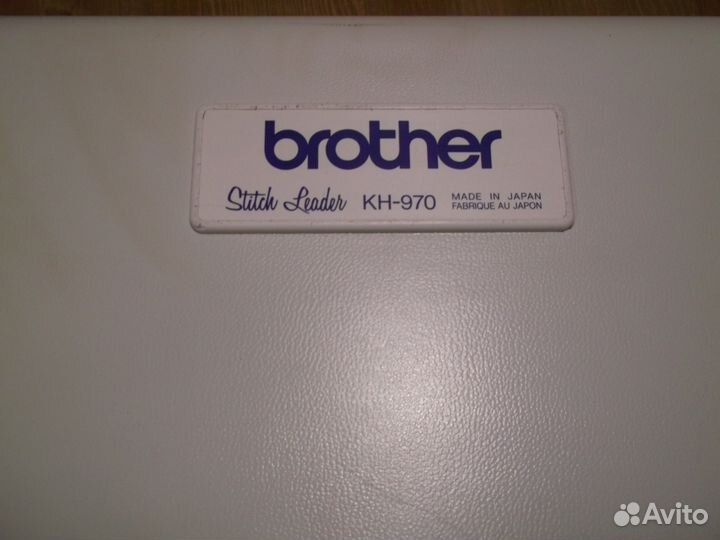 brother
Stitch Leader KH-970 MADE IN JAPAN
FABRIQUE AU JAPON
Avito